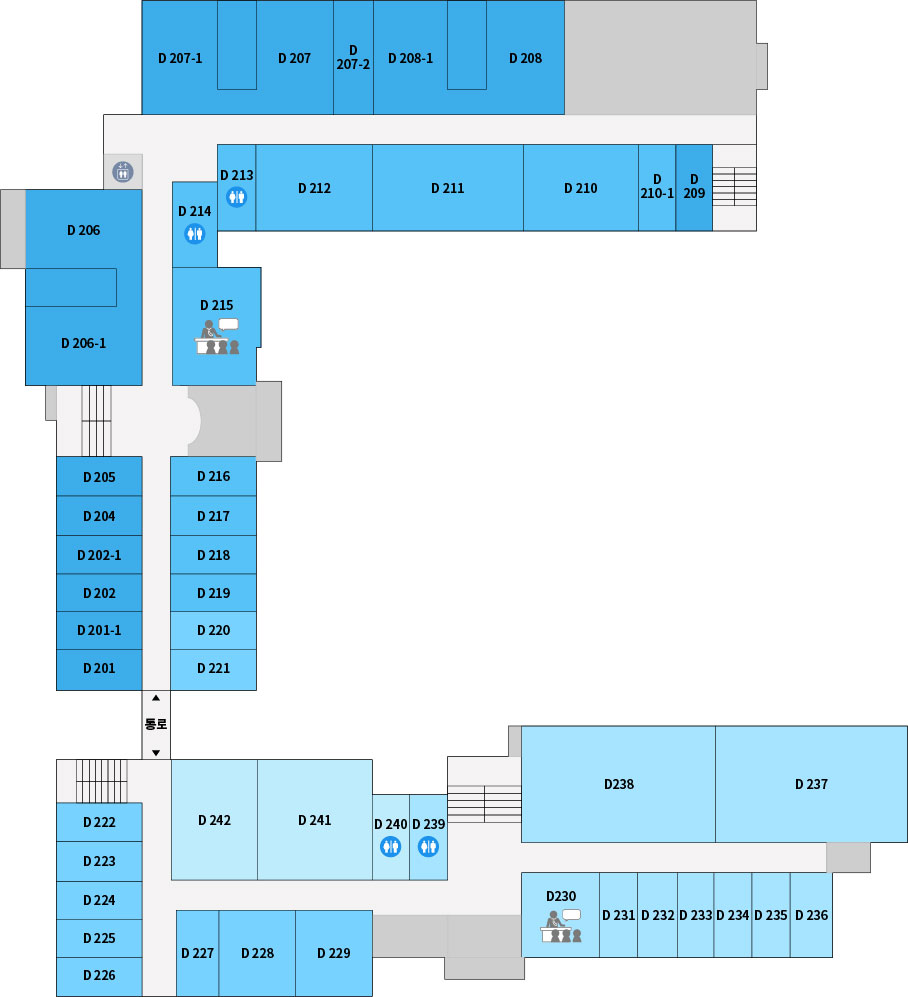 D 207-1
D 207
D
207-2
D 208-1
D 208
D 213
D 212
D 211
D 210
D
210-1
D
209
D 214
D 206
D 215
D 206-1
D 205
D 216
D 204
D 217
D 202-1
D 218
D 202
D 219
D 201-1
D 220
D 201
D 221
통로
D238
D 237
D 242
D 241
D 240
D 239
D 222
D 223
D 224
D 225
D 226
D 227
D 228
D 229
D230
D 231
D 232
D 233
D 234
D 235
D 236